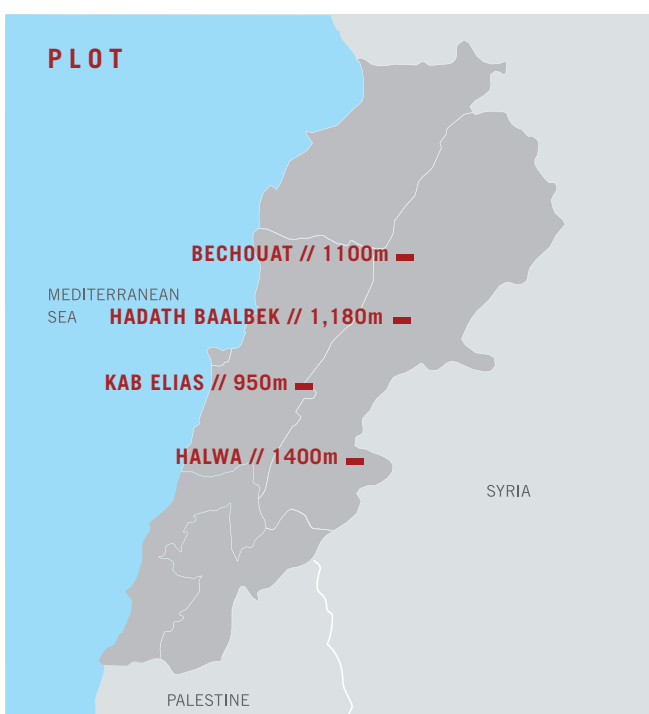 PLOT
BECHOUAT // 1100m
MEDITERRANEAN
SEA
HADATH BAALBEK // 1,180m
KAB ELIAS // 950m
HALWA // 1400m
SYRIA
PALESTINE